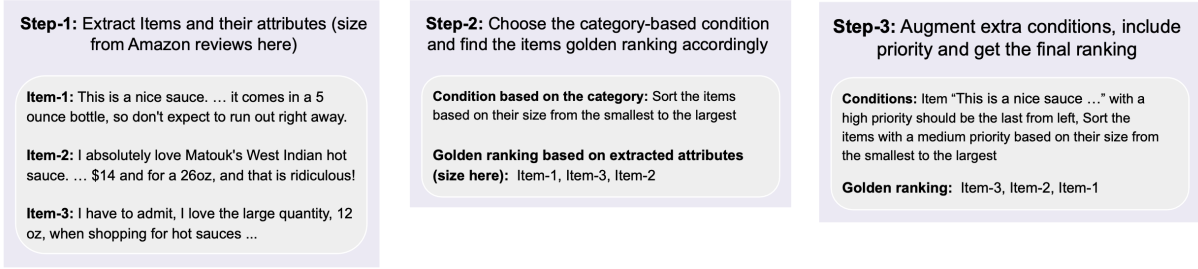 Step-1: Extract Items and their attributes (size
from Amazon reviews here)
Item-1: This is a nice sauce. … it comes in a 5
ounce bottle, so don't expect to run out right away.
Item-2: I absolutely love Matouk's West Indian hot
sauce. … $14 and for a 26oz, and that is ridiculous!
Item-3: I have to admit, I love the large quantity, 12
oz, when shopping for hot sauces ...
Step-2: Choose the category-based condition
and find the items golden ranking accordingly
Condition based on the category: Sort the items
based on their size from the smallest to the largest
Golden ranking based on extracted attributes
(size here): Item-1, Item-3, Item-2
Step-3: Augment extra conditions, include
priority and get the final ranking
Conditions: Item “This is a nice sauce …” with a
high priority should be the last from left, Sort the
items with a medium priority based on their size from
the smallest to the largest
Golden ranking: Item-3, Item-2, Item-1